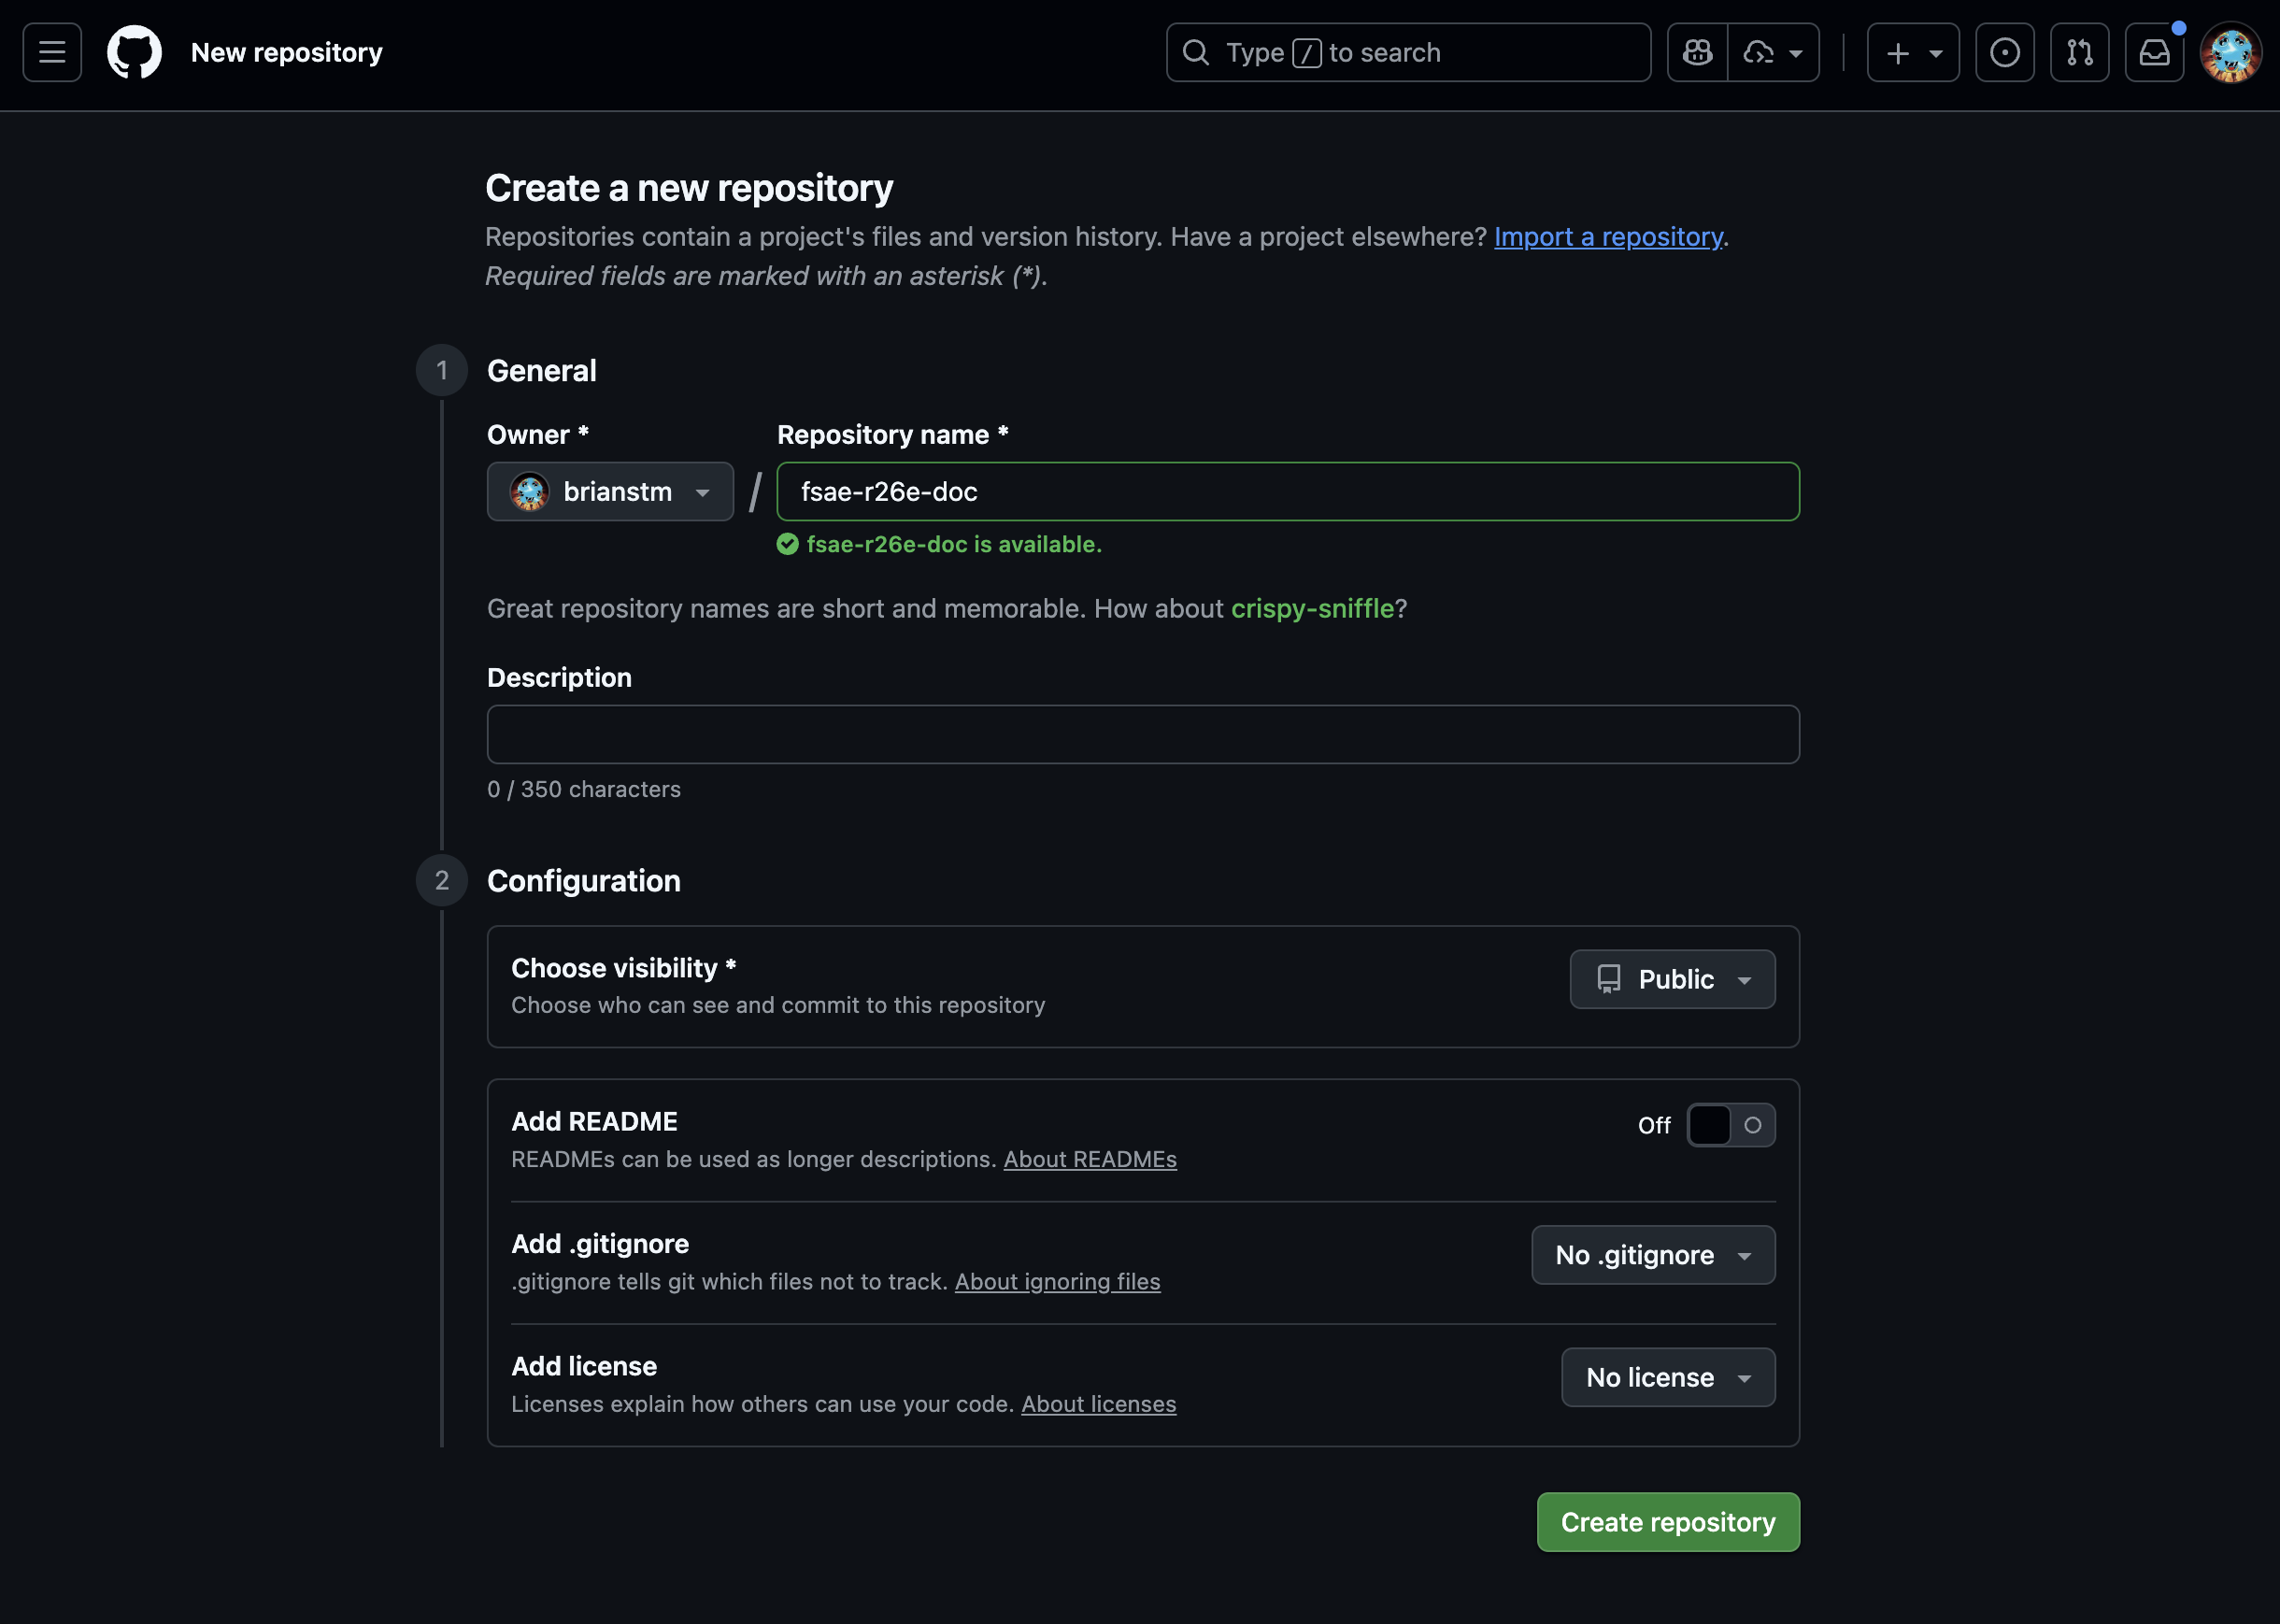 New repository
Type / to search
Create a new repository
Repositories contain a project's files and version history. Have a project elsewhere? Import a repository.
Required fields are marked with an asterisk (*).
1 General
Owner * Repository name *
brianstm / fsae-r26e-doc
fsae-r26e-doc is available.
Great repository names are short and memorable. How about crispy-sniffle?
Description
0 / 350 characters
2 Configuration
Choose visibility *
Choose who can see and commit to this repository
Public
Add README
READMEs can be used as longer descriptions. About READMEs
Off
Add .gitignore
.gitignore tells git which files not to track. About ignoring files
No .gitignore
Add license
Licenses explain how others can use your code. About licenses
No license
Create repository